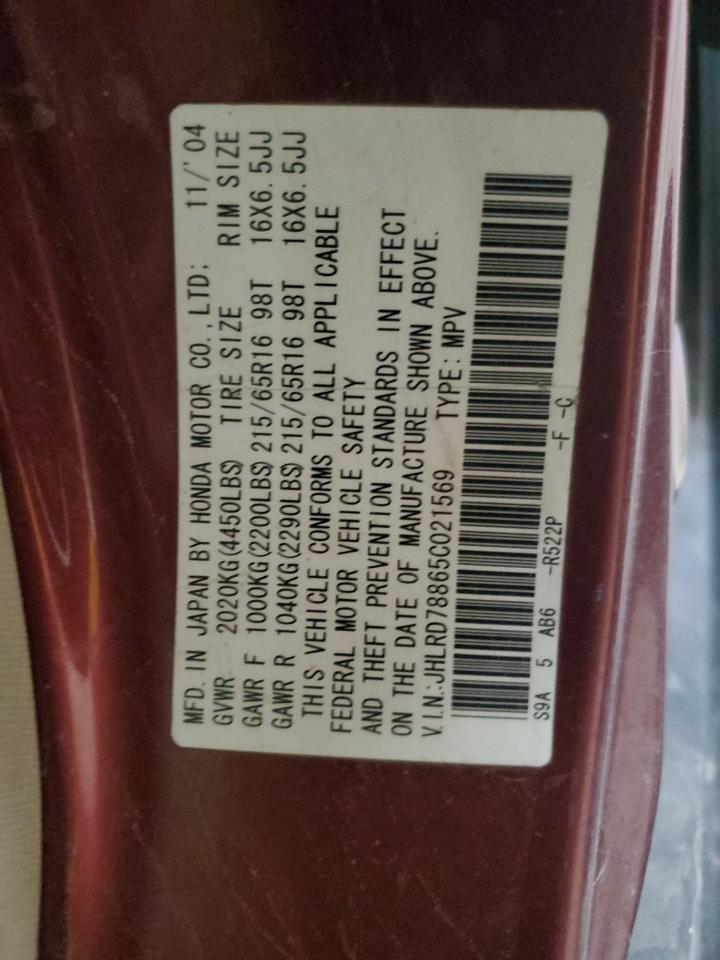 MFD. IN JAPAN BY HONDA MOTOR CO., LTD: 11/'04
GVWR 2020KG(4450LBS) TIRE SIZE RIM SIZE
GAWR F 1000KG(2200LBS) 215/65R16 98T 16X6.5JJ
GAWR R 1040KG(2290LBS) 215/65R16 98T 16X6.5JJ
THIS VEHICLE CONFORMS TO ALL APPLICABLE
FEDERAL MOTOR VEHICLE SAFETY
AND THEFT PREVENTION STANDARDS IN EFFECT
ON THE DATE OF MANUFACTURE SHOWN ABOVE.
V.I.N.:JHLRD78865C021569 TYPE: MPV
S9A 5 AB6 -R522P -F -C